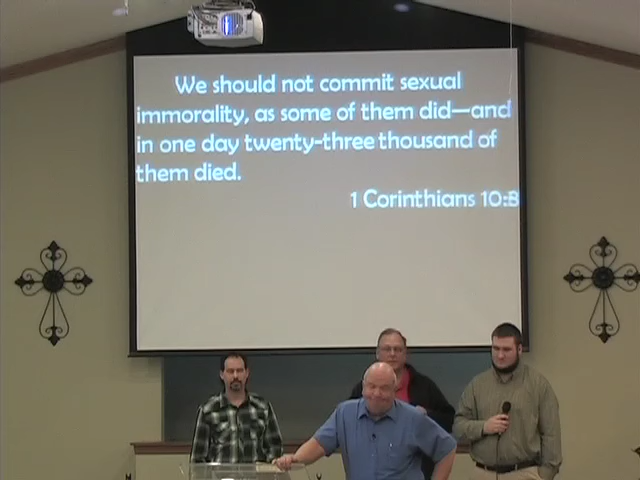 We should not commit sexual
immorality, as some of them did—and
in one day twenty-three thousand of
them died.
1 Corinthians 10:8